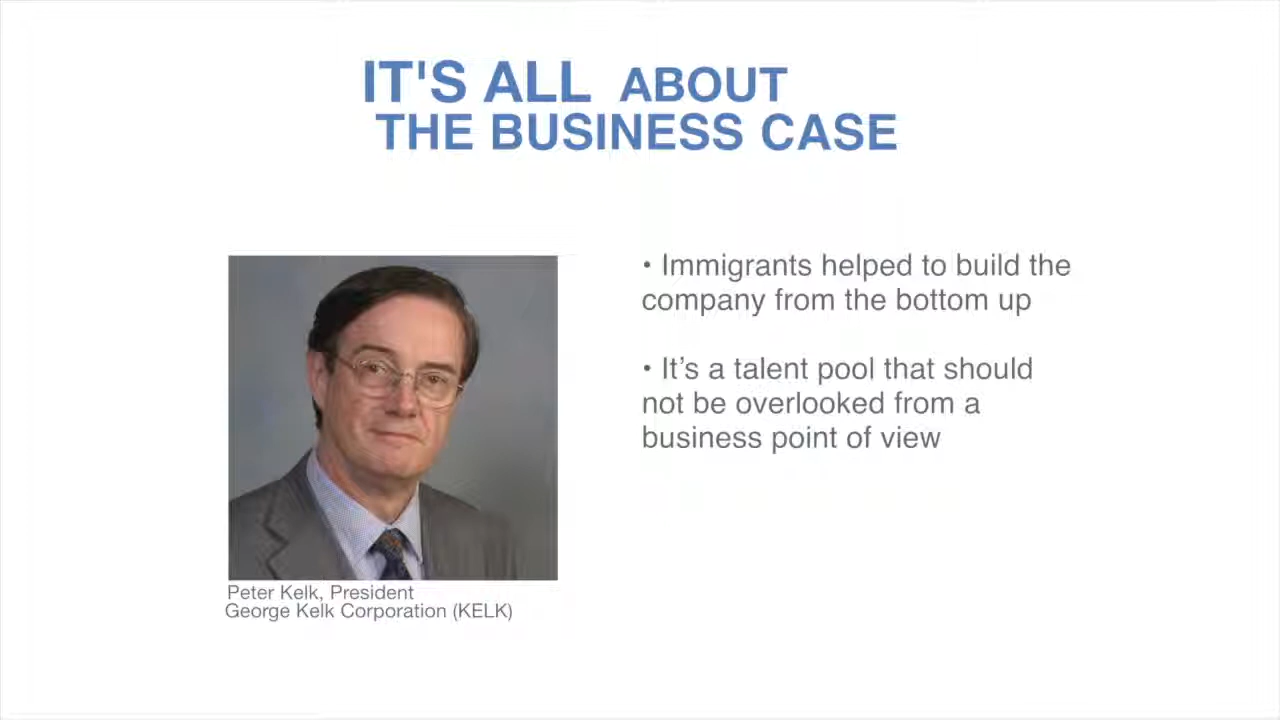 IT'S ALL ABOUT
THE BUSINESS CASE
• Immigrants helped to build the
company from the bottom up
• It’s a talent pool that should
not be overlooked from a
business point of view
Peter Kelk, President
George Kelk Corporation (KELK)